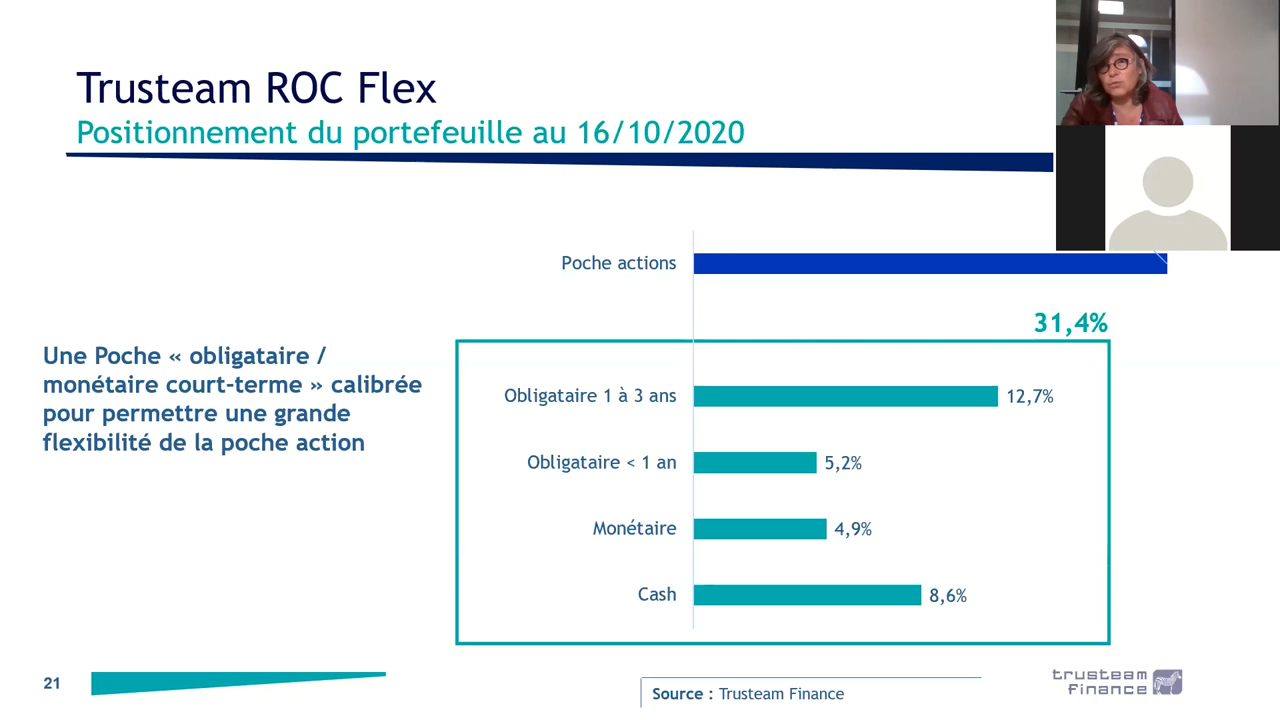 Trusteam ROC Flex
Positionnement du portefeuille au 16/10/2020
Poche actions
31,4%
Une Poche « obligataire /
monétaire court-terme » calibrée
pour permettre une grande
flexibilité de la poche action
Obligataire 1 à 3 ans
12,7%
Obligataire < 1 an
5,2%
Monétaire
4,9%
Cash
8,6%
21
Source : Trusteam Finance
trusteam
finance